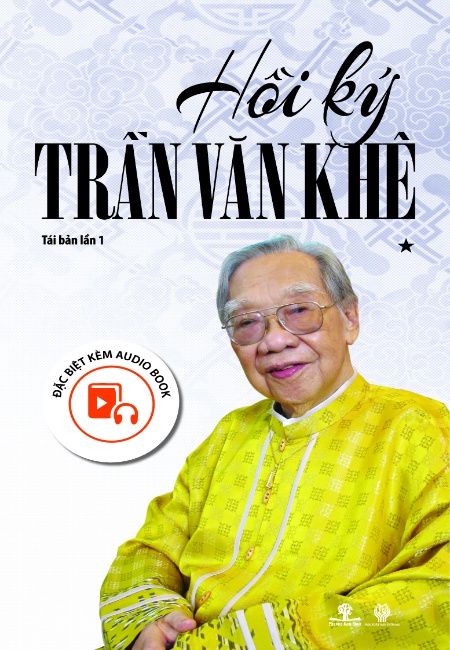 Hồi ký
TRẦN VĂN KHÊ
Tái bản lần 1
ĐẶC BIỆT KÈM AUDIO BOOK